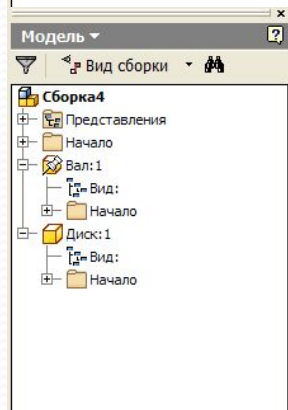 Модель
Вид сборки
Сборка4
Представления
Начало
Вал:1
Вид:
Начало
Диск:1
Вид:
Начало